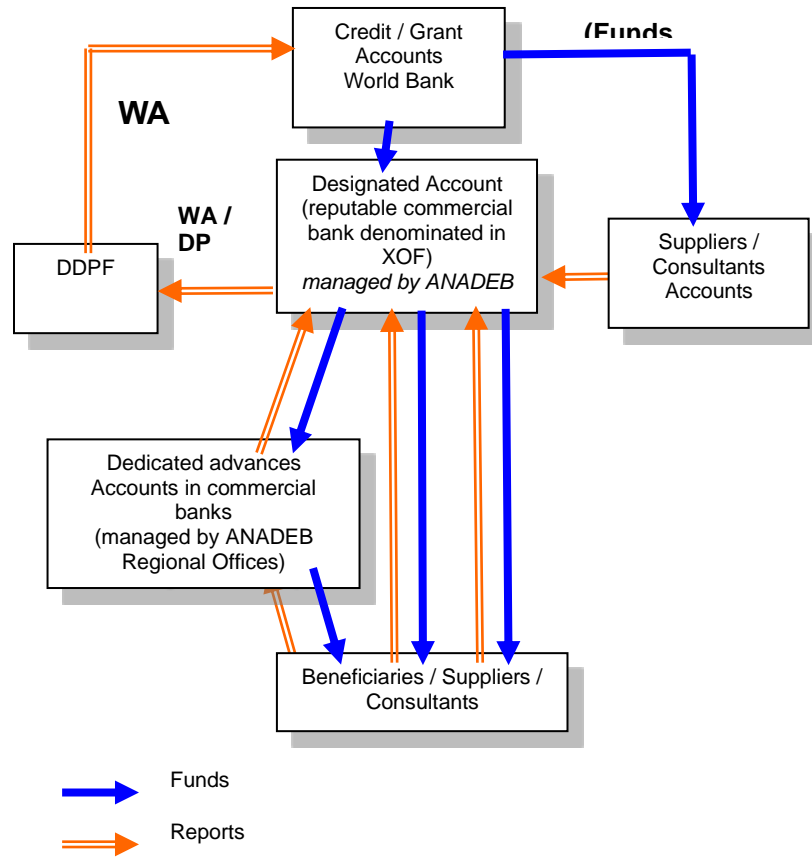 Credit / Grant
Accounts
World Bank
(Funds
WA
Designated Account
(reputable commercial
bank denominated in
XOF)
managed by ANADEB
WA /
DP
DDPF
Suppliers /
Consultants
Accounts
Dedicated advances
Accounts in commercial
banks
(managed by ANADEB
Regional Offices)
Beneficiaries / Suppliers /
Consultants
Funds
Reports